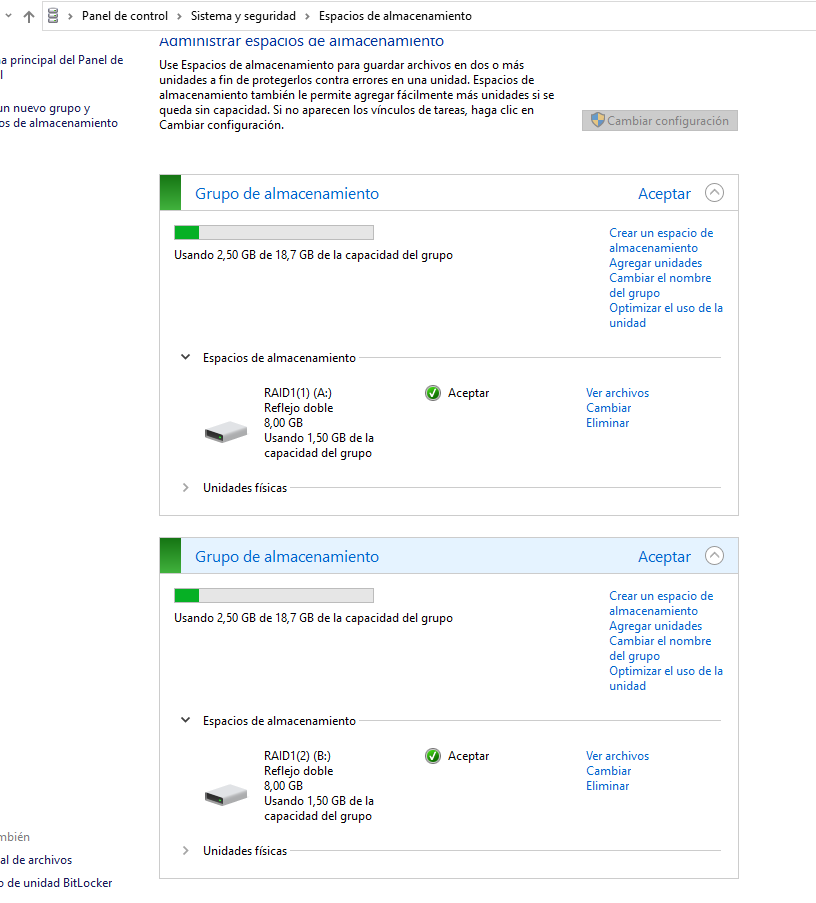 Panel de control > Sistema y seguridad > Espacios de almacenamiento
Administrar espacios de almacenamiento
a principal del Panel de
l
un nuevo grupo y
os de almacenamiento
Use Espacios de almacenamiento para guardar archivos en dos o más
unidades a fin de protegerlos contra errores en una unidad. Espacios de
almacenamiento también le permite agregar fácilmente más unidades si se
queda sin capacidad. Si no aparecen los vínculos de tareas, haga clic en
Cambiar configuración.
Cambiar configuración
Grupo de almacenamiento
Aceptar
Usando 2,50 GB de 18,7 GB de la capacidad del grupo
Crear un espacio de
almacenamiento
Agregar unidades
Cambiar el nombre
del grupo
Optimizar el uso de la
unidad
Espacios de almacenamiento
RAID1(1) (A:)
Reflejo doble
8,00 GB
Usando 1,50 GB de la
capacidad del grupo
Aceptar
Ver archivos
Cambiar
Eliminar
Unidades físicas
Grupo de almacenamiento
Aceptar
Usando 2,50 GB de 18,7 GB de la capacidad del grupo
Crear un espacio de
almacenamiento
Agregar unidades
Cambiar el nombre
del grupo
Optimizar el uso de la
unidad
Espacios de almacenamiento
RAID1(2) (B:)
Reflejo doble
8,00 GB
Usando 1,50 GB de la
capacidad del grupo
Aceptar
Ver archivos
Cambiar
Eliminar
Unidades físicas
mbién
al de archivos
o de unidad BitLocker